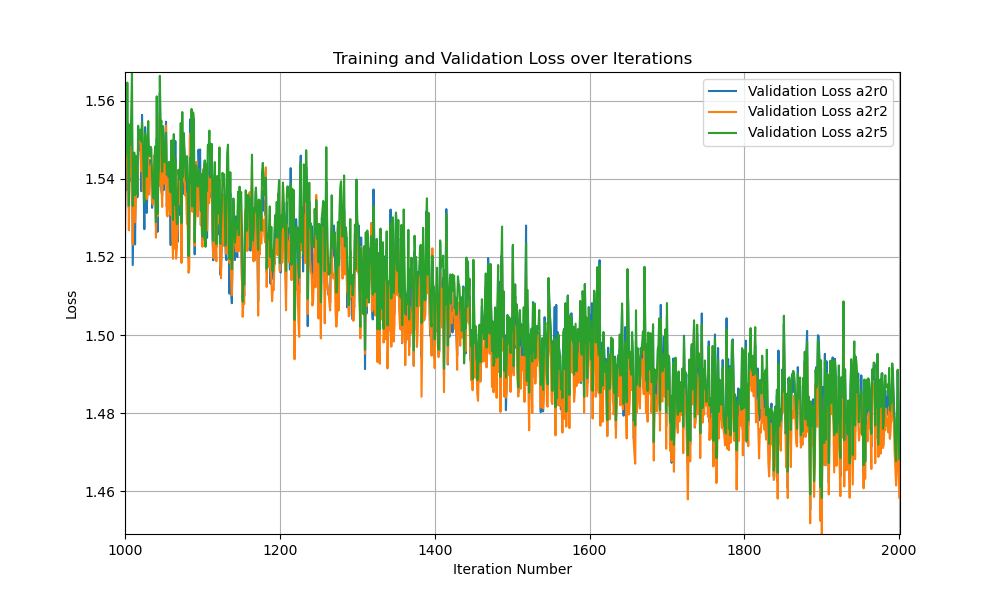 Training and Validation Loss over Iterations
Validation Loss a2r0
Validation Loss a2r2
Validation Loss a2r5
Loss
1.56
1.54
1.52
1.50
1.48
1.46
1000
1200
1400
1600
1800
2000
Iteration Number